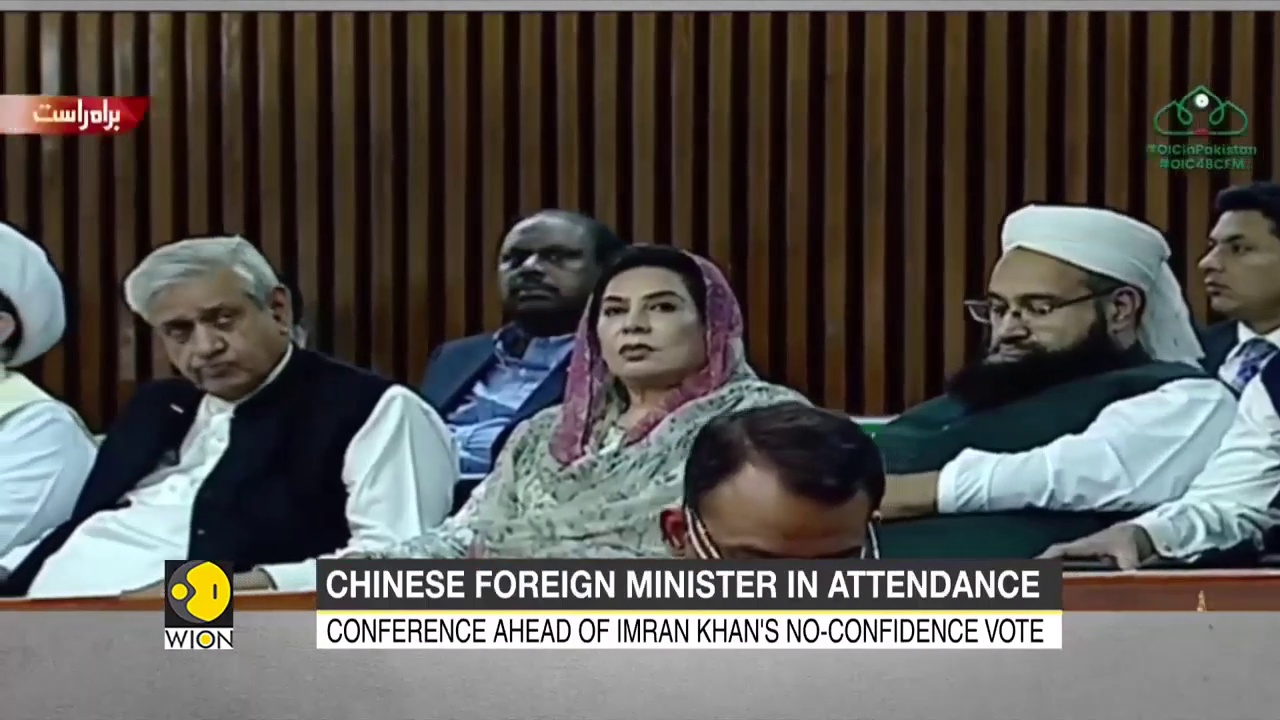 براہ راست
#OICinPakistan
#OIC48CFM
CHINESE FOREIGN MINISTER IN ATTENDANCE
WION
CONFERENCE AHEAD OF IMRAN KHAN'S NO-CONFIDENCE VOTE